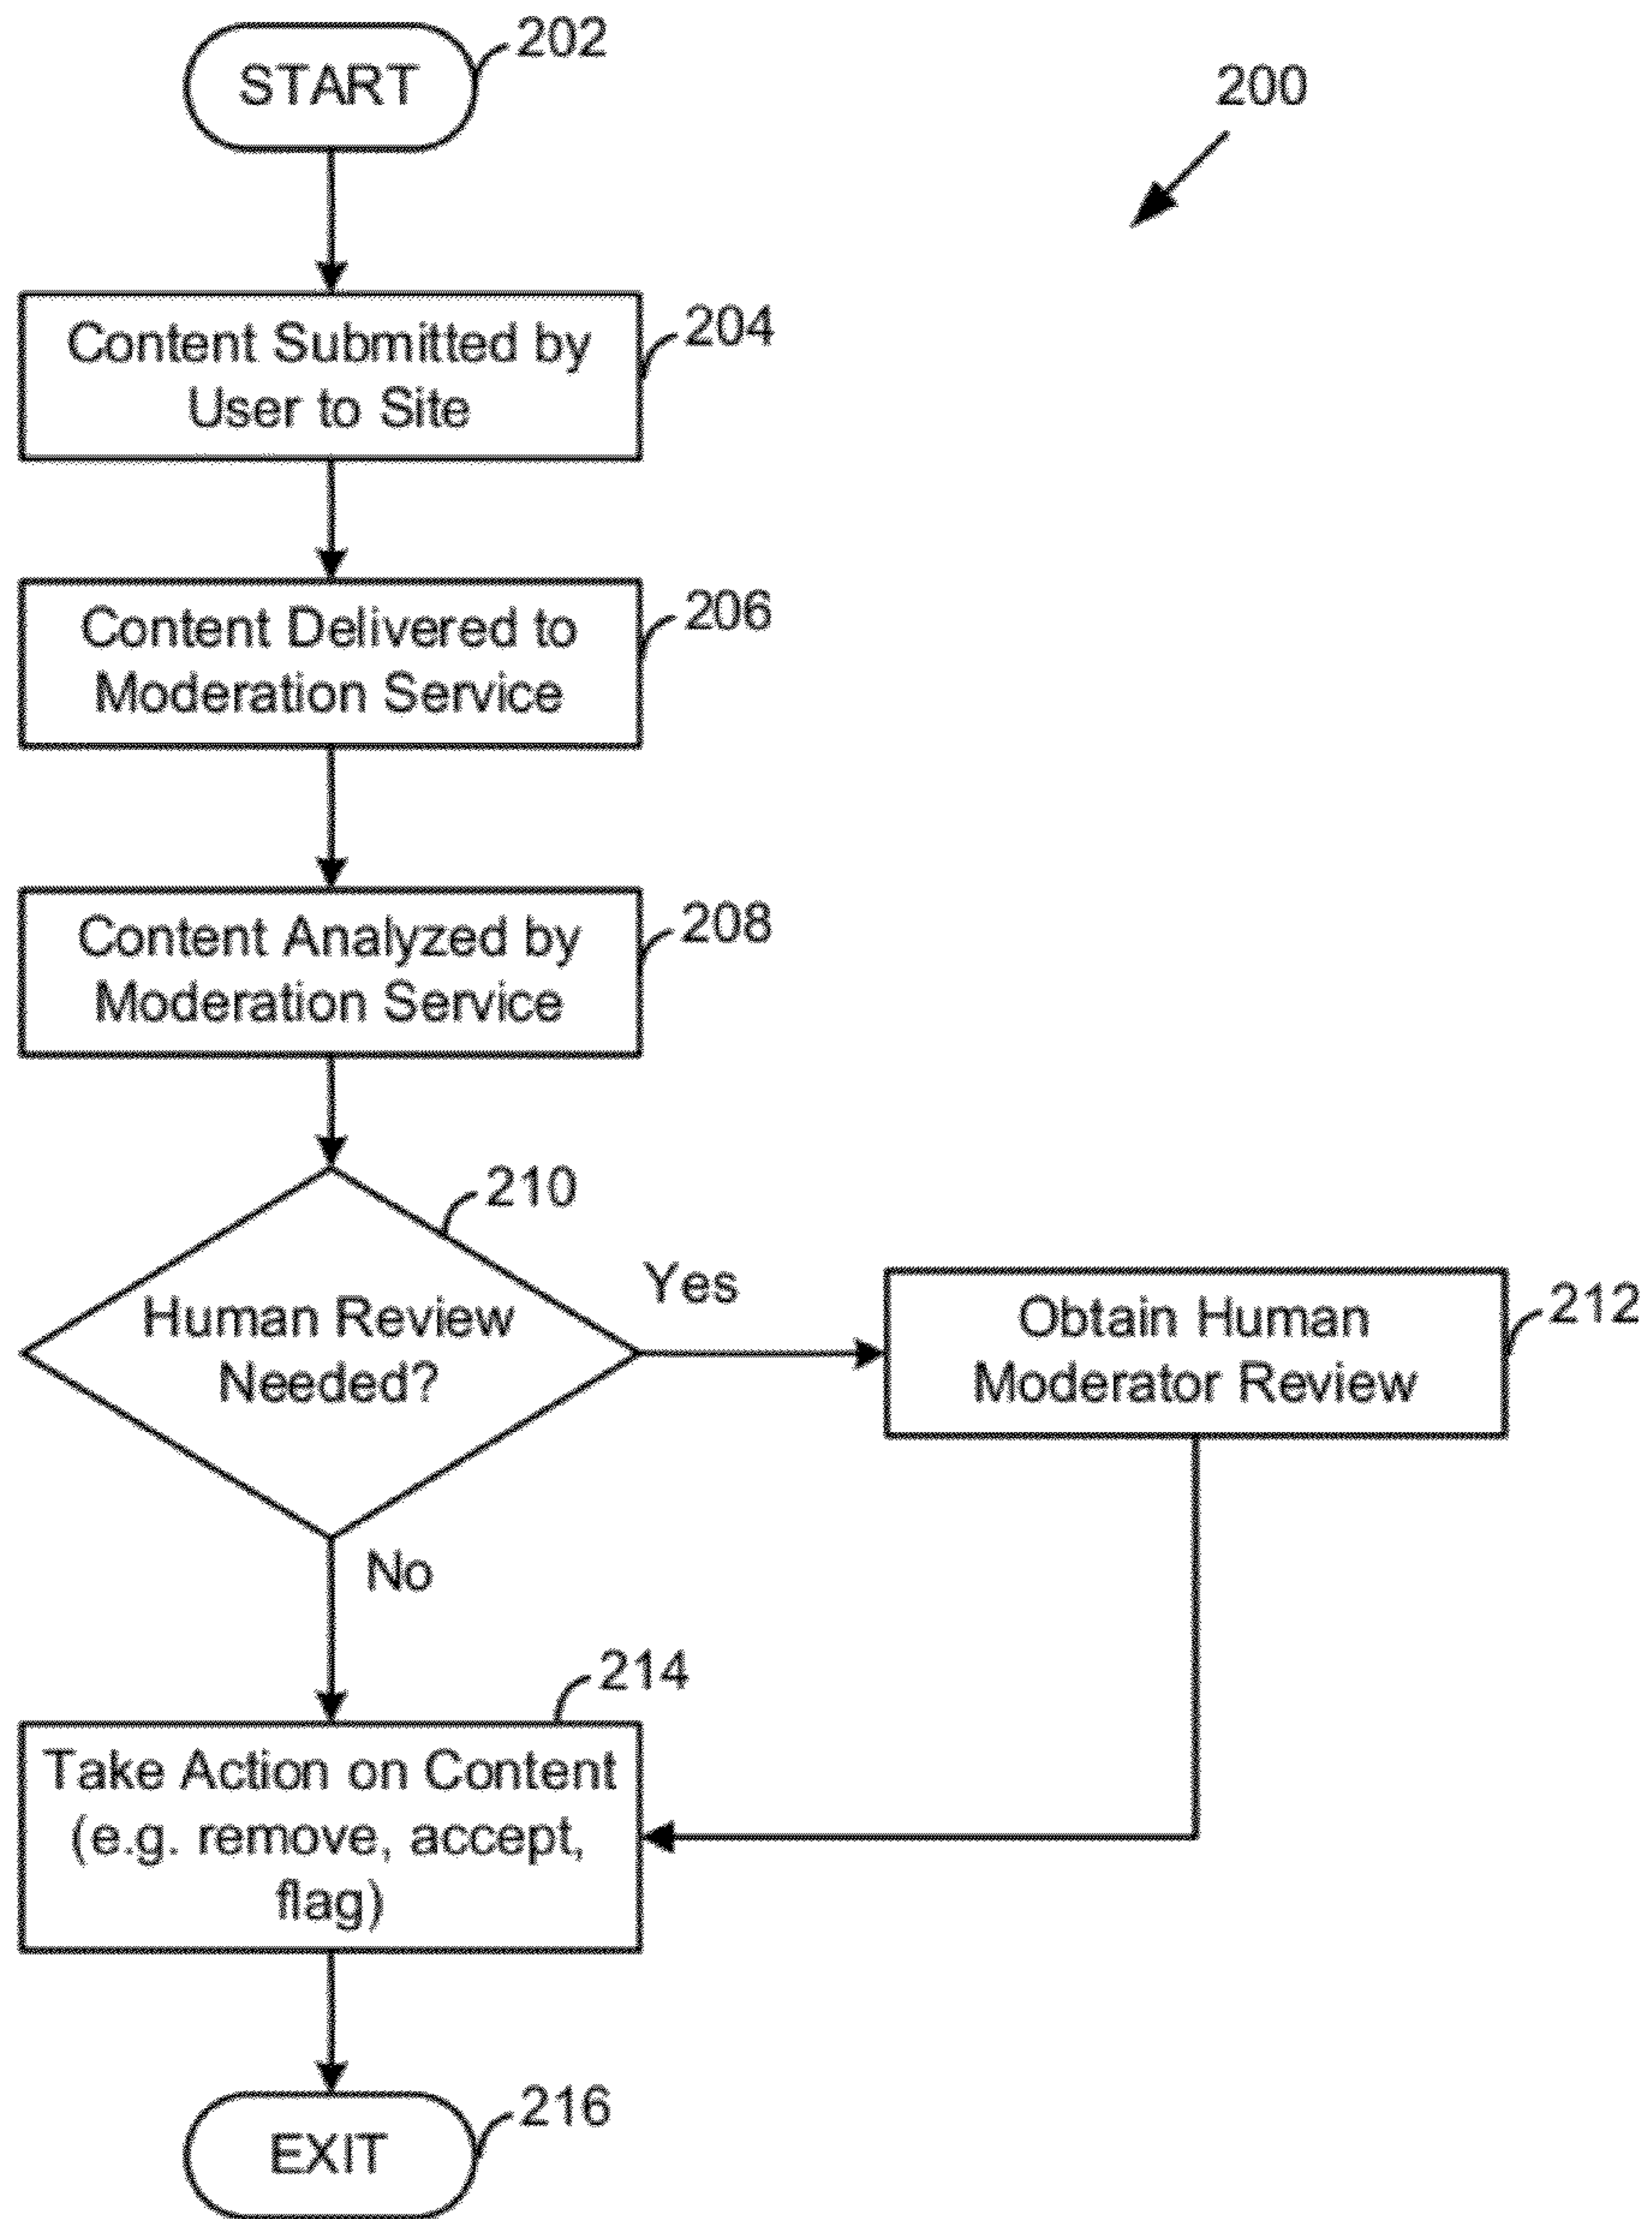 START
202
200
Content Submitted by
User to Site
204
Content Delivered to
Moderation Service
206
Content Analyzed by
Moderation Service
208
210
Human Review
Needed?
Yes
Obtain Human
Moderator Review
212
No
214
Take Action on Content
(e.g. remove, accept,
flag)
EXIT
216